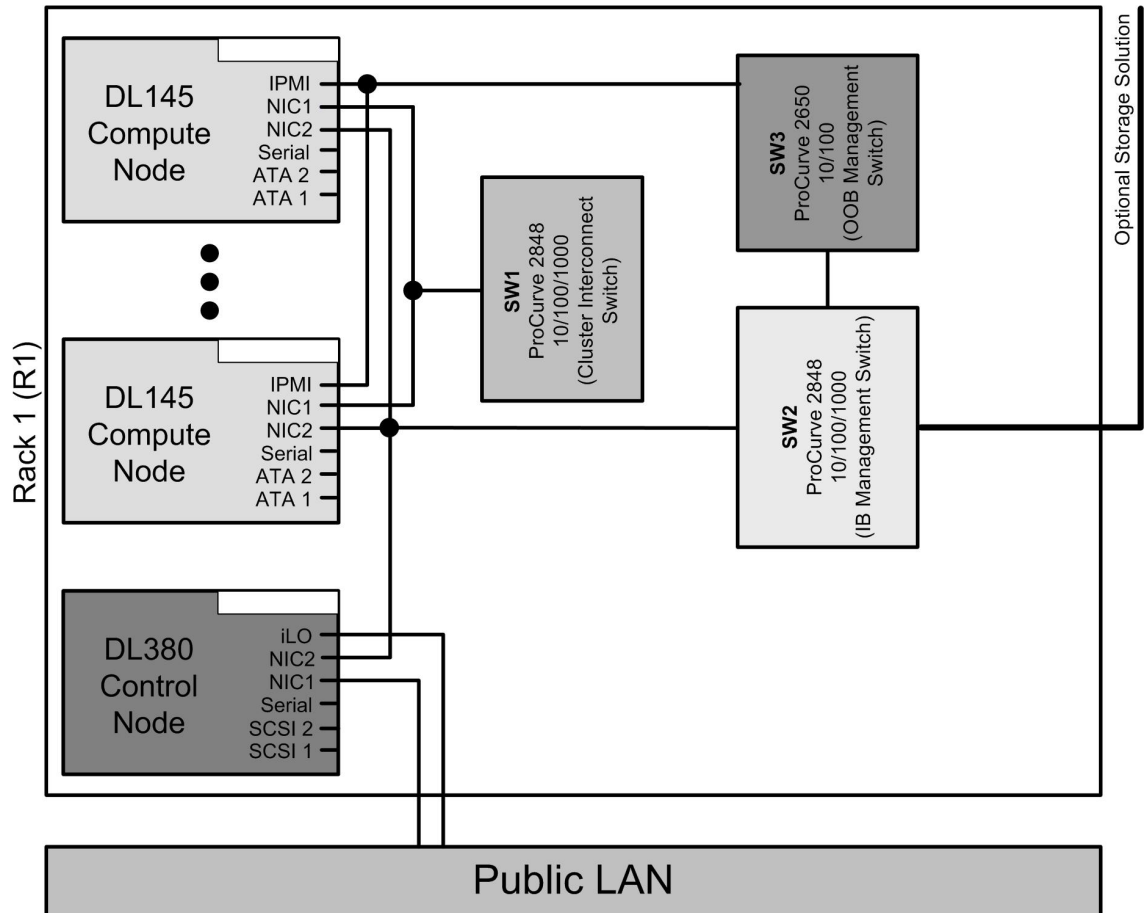 Rack 1 (R1)
DL145
Compute
Node
IPMI
NIC1
NIC2
Serial
ATA 2
ATA 1
DL145
Compute
Node
IPMI
NIC1
NIC2
Serial
ATA 2
ATA 1
DL380
Control
Node
iLO
NIC2
NIC1
Serial
SCSI 2
SCSI 1
SW1
ProCurve 2848
10/100/1000
(Cluster Interconnect
Switch)
SW3
ProCurve 2650
10/100
(OOB Management
Switch)
SW2
ProCurve 2848
10/100/1000
(IB Management Switch)
Optional Storage Solution
Public LAN